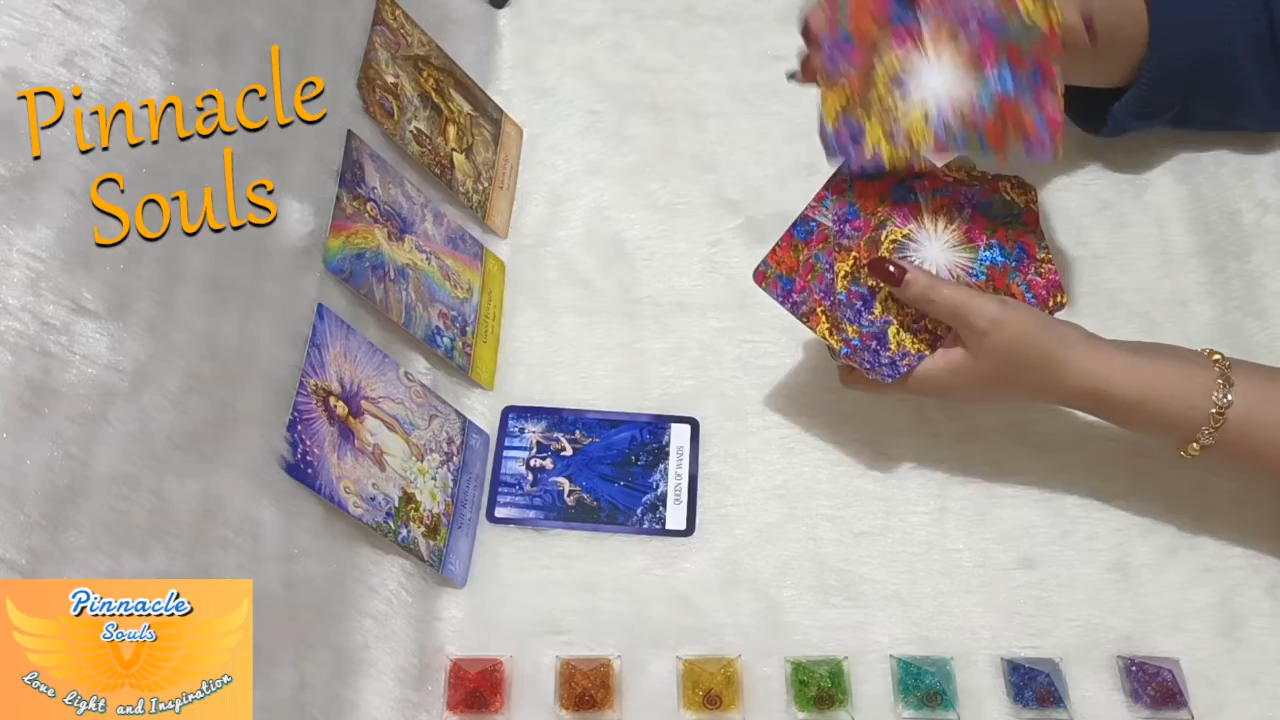 Pinnacle
Souls
QUEEN OF WANDS
Pinnacle
Souls
Love Light and Inspiration